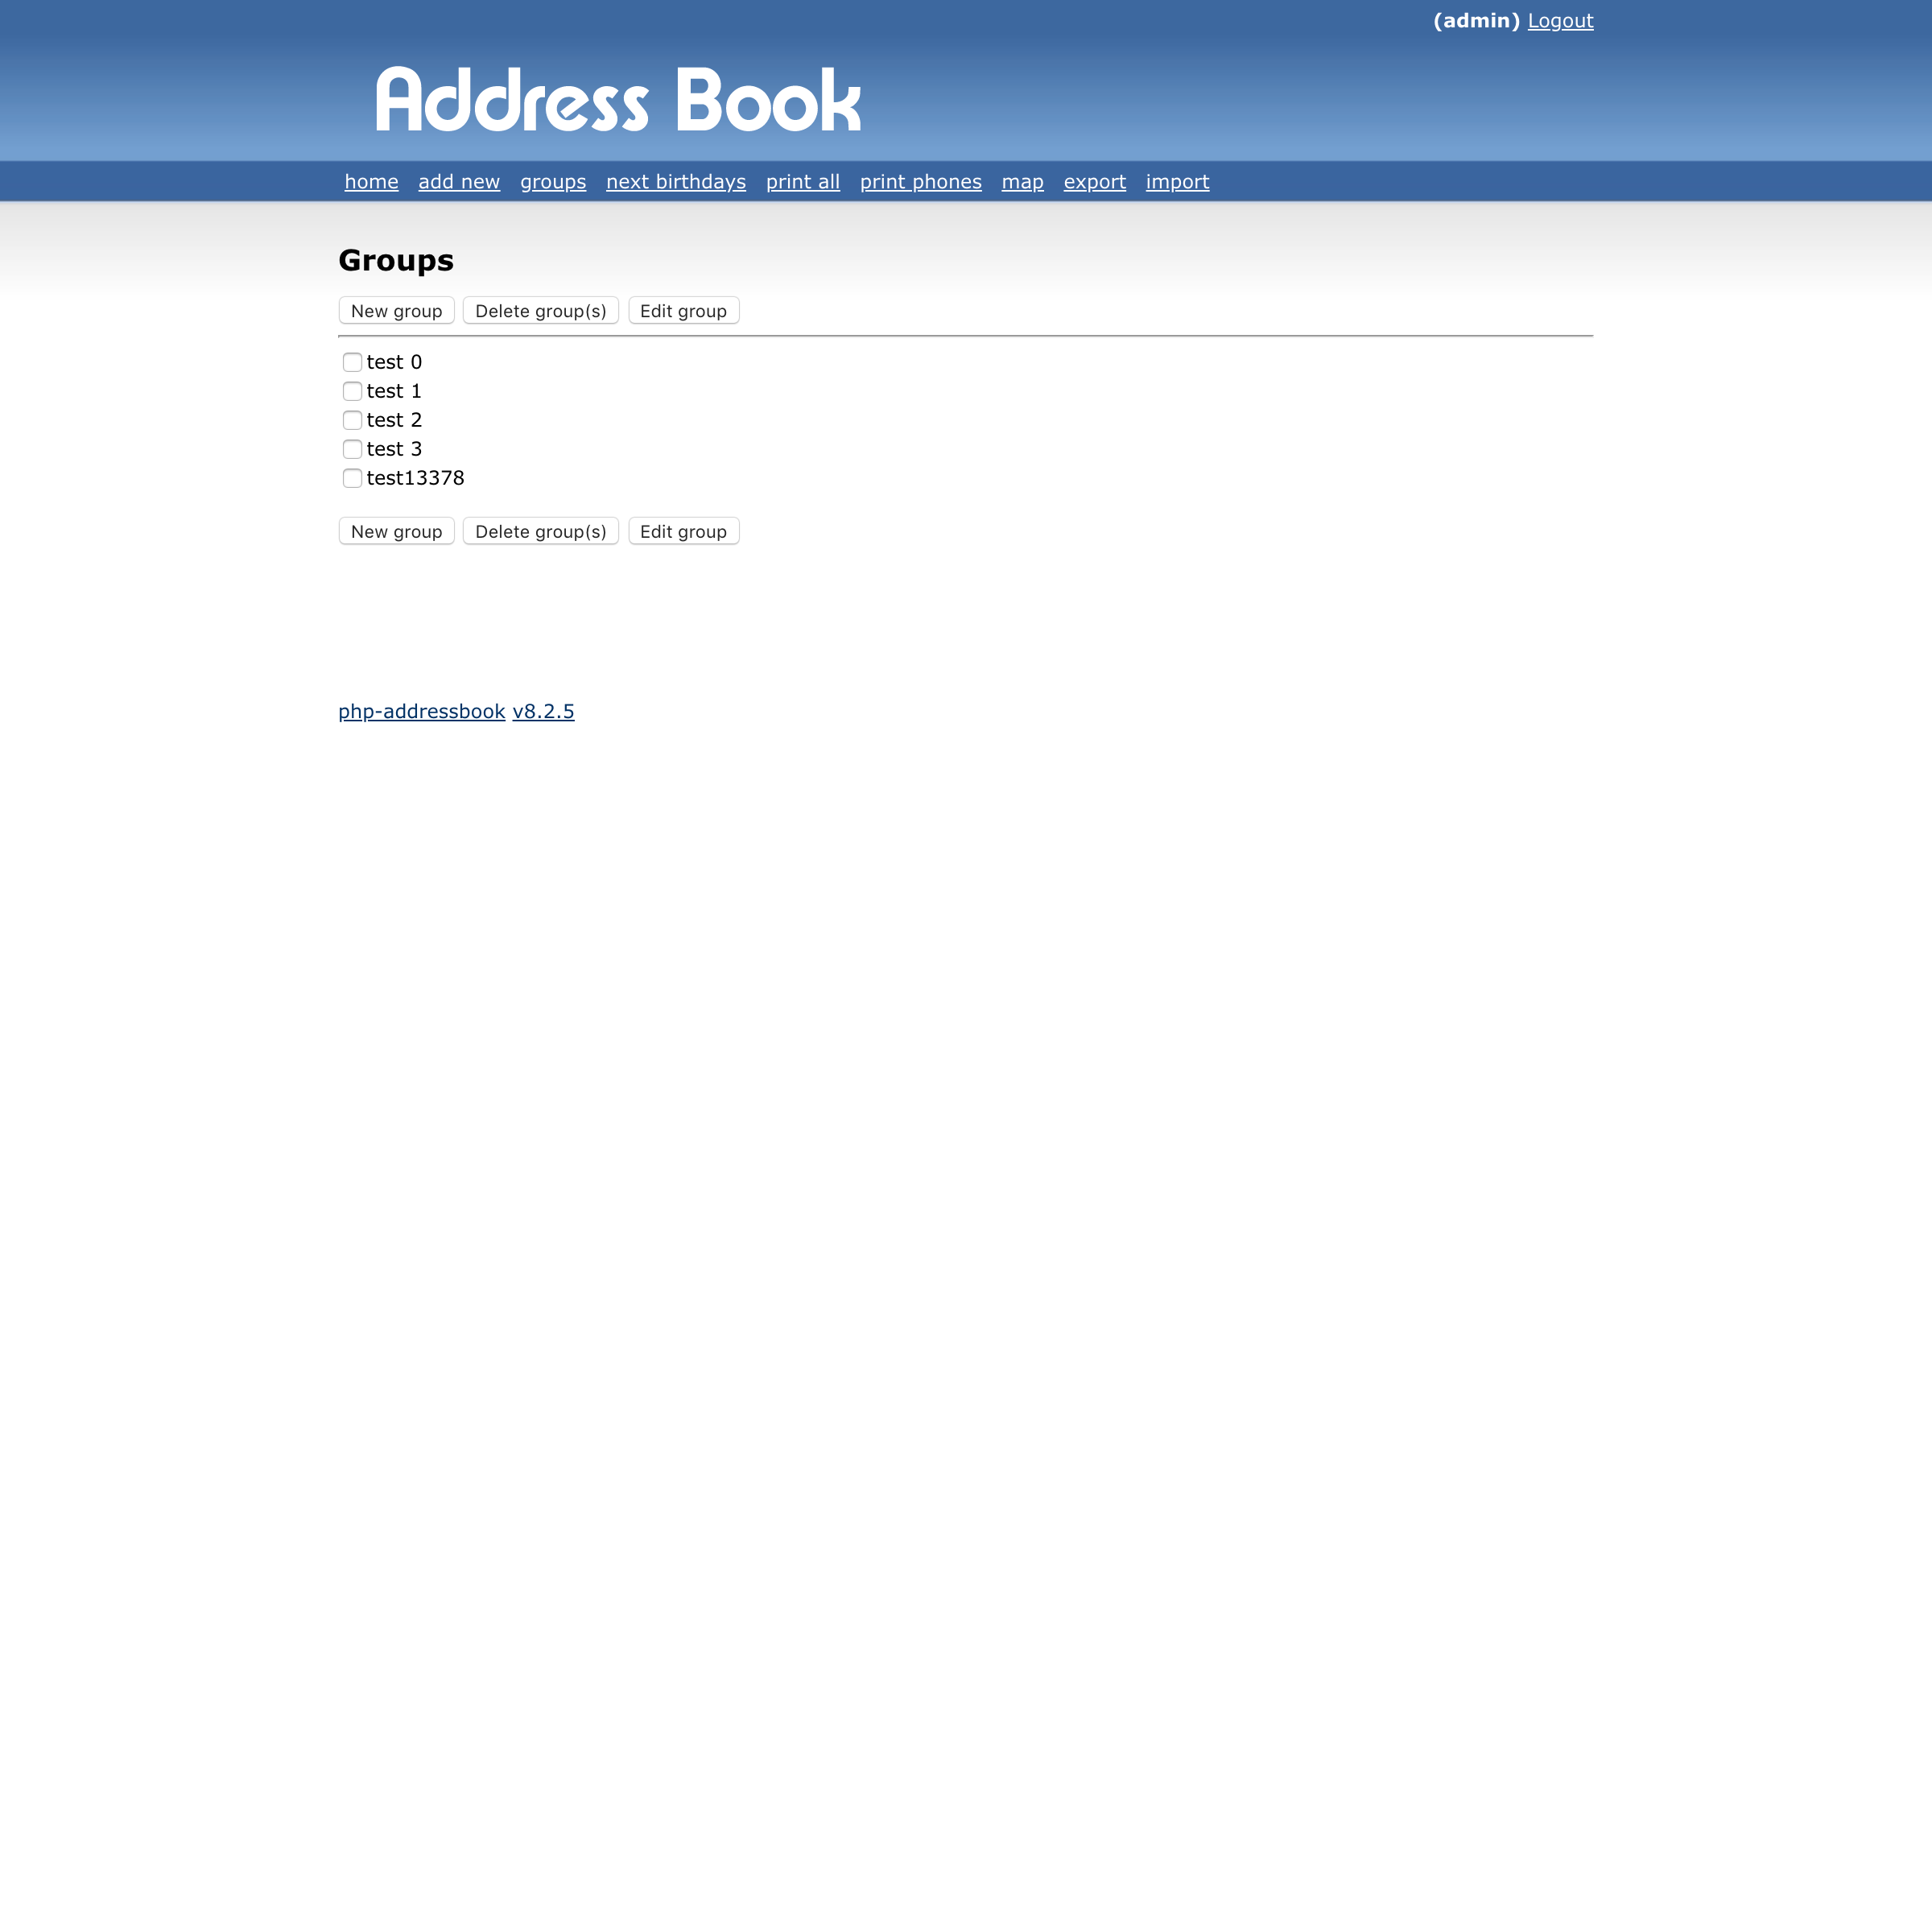 (admin) Logout
Address Book
home add new groups next birthdays print all print phones map export import
Groups
New group Delete group(s) Edit group
test 0
test 1
test 2
test 3
test13378
New group Delete group(s) Edit group
php-addressbook v8.2.5